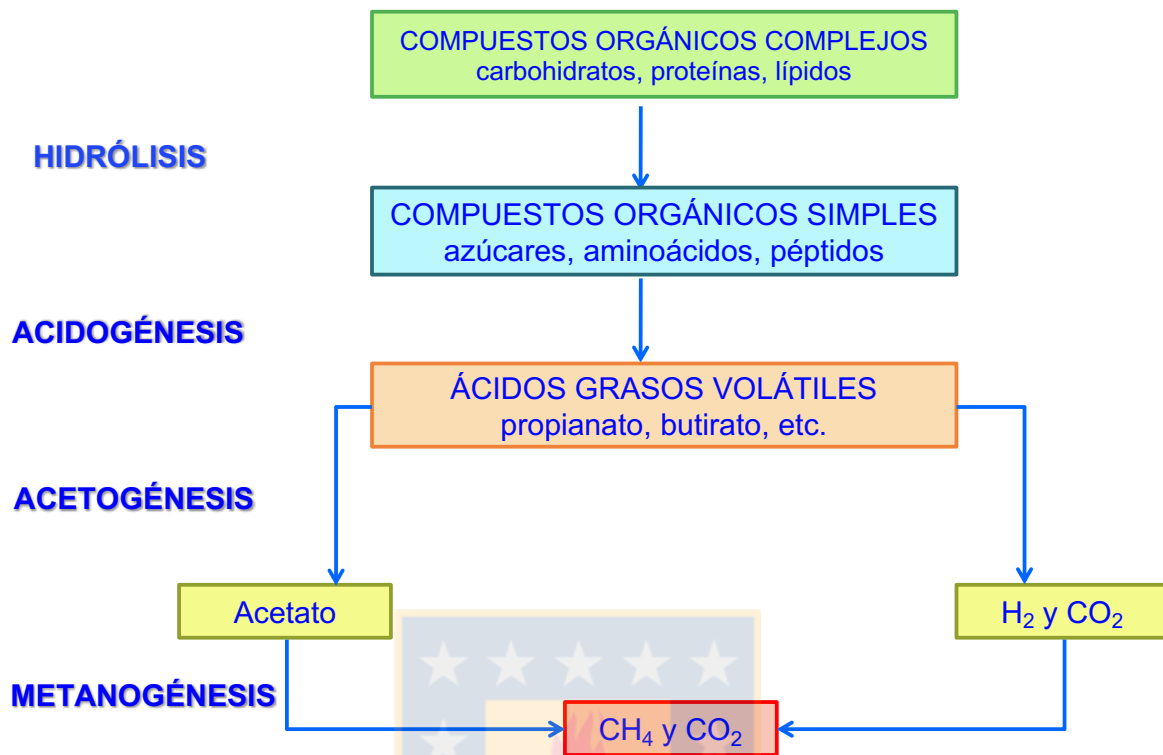 COMPUESTOS ORGÁNICOS COMPLEJOS
carbohidratos, proteínas, lípidos
HIDRÓLISIS
COMPUESTOS ORGÁNICOS SIMPLES
azúcares, aminoácidos, péptidos
ACIDOGÉNESIS
ÁCIDOS GRASOS VOLÁTILES
propianato, butirato, etc.
ACETOGÉNESIS
Acetato
H₂ y CO₂
METANOGÉNESIS
CH₄ y CO₂